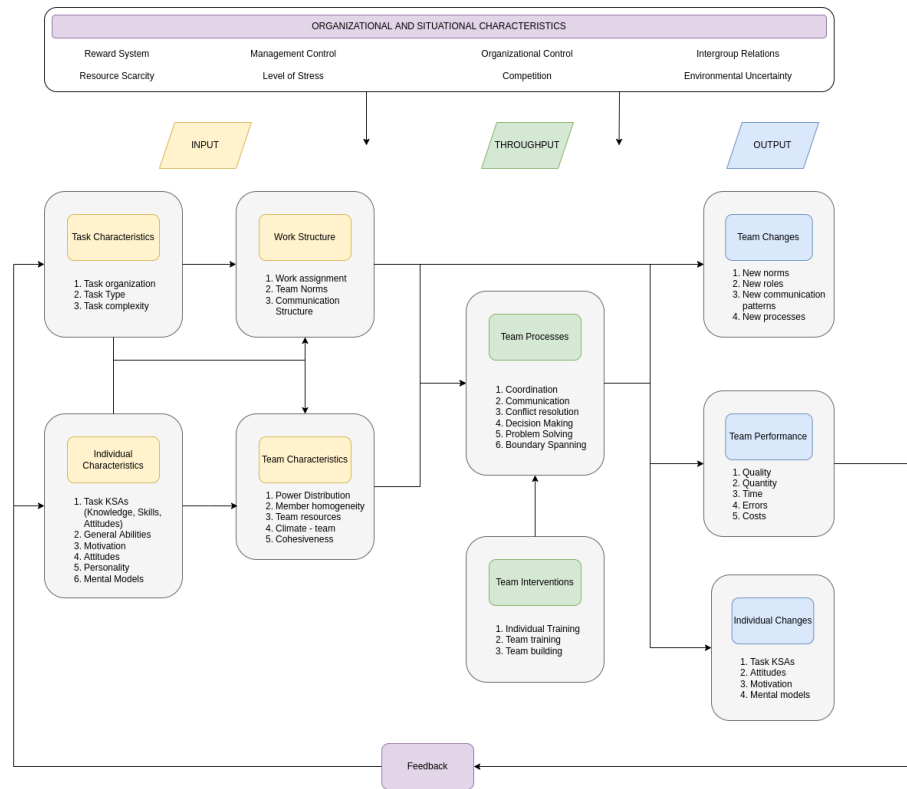 ORGANIZATIONAL AND SITUATIONAL CHARACTERISTICS
Reward System
Management Control
Organizational Control
Intergroup Relations
Resource Scarcity
Level of Stress
Competition
Environmental Uncertainty
INPUT
THROUGHPUT
OUTPUT
Task Characteristics
1. Task organization
2. Task Type
3. Task complexity
Work Structure
1. Work assignment
2. Team Norms
3. Communication
Structure
Individual
Characteristics
1. Task KSAs
(Knowledge, Skills,
Attitudes)
2. General Abilities
3. Motivation
4. Attitudes
5. Personality
6. Mental Models
Team Characteristics
1. Power Distribution
2. Member homogeneity
3. Team resources
4. Climate - team
5. Cohesiveness
Team Processes
1. Coordination
2. Communication
3. Conflict resolution
4. Decision Making
5. Problem Solving
6. Boundary Spanning
Team Interventions
1. Individual Training
2. Team training
3. Team building
Team Changes
1. New norms
2. New roles
3. New communication
patterns
4. New processes
Team Performance
1. Quality
2. Quantity
3. Time
4. Errors
5. Costs
Individual Changes
1. Task KSAs
2. Attitudes
3. Motivation
4. Mental models
Feedback